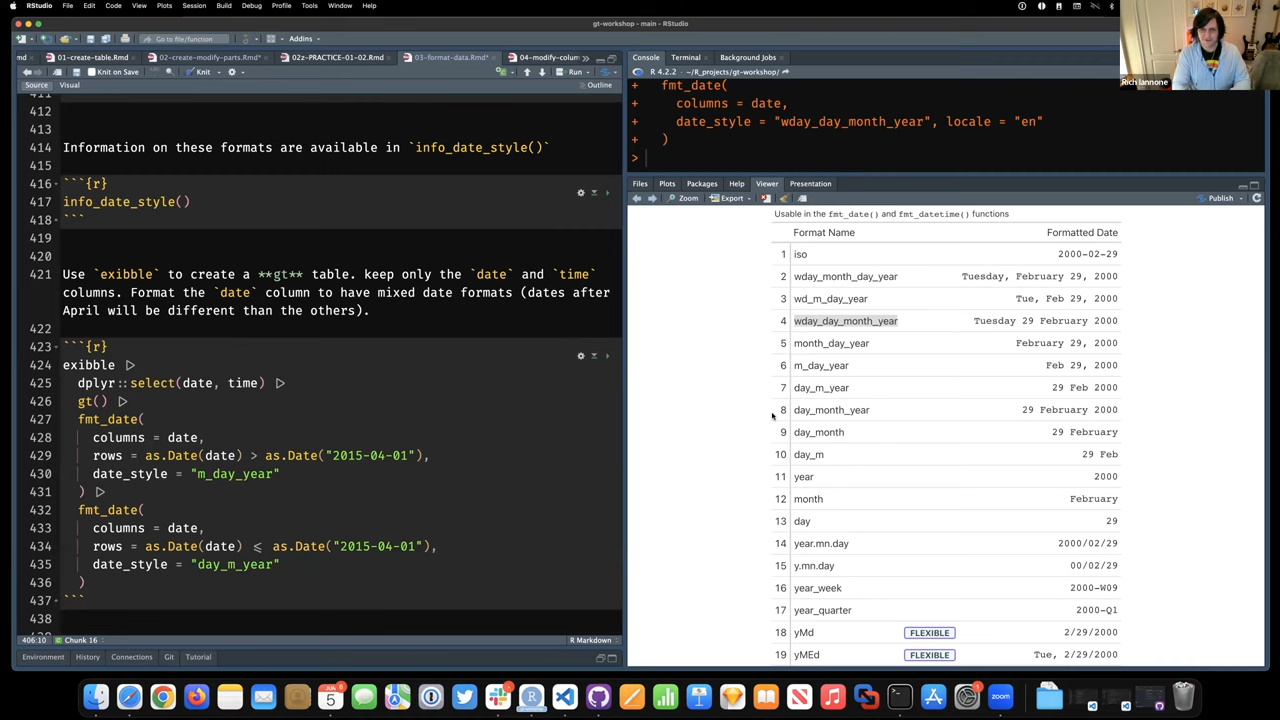 RStudio File Edit Code View Plots Session Build Debug Profile Tools Window Help
gt-workshop - main - RStudio
Go to file/function Addins
md 01-create-table.Rmd 02-create-modify-parts.Rmd* 02z-PRACTICE-01-02.Rmd 03-format-data.Rmd* 04-modify-colum
Knit on Save Knit Run
Source Visual Outline
411
412
413
414 Information on these formats are available in `info_date_style()`
415
416 ```{r}
417 info_date_style()
418 ```
419
420
421 Use `exibble` to create a **gt** table. keep only the `date` and `time`
columns. Format the `date` column to have mixed date formats (dates after
April will be different than the others).
422
423 ```{r}
424 exibble |>
425 dplyr::select(date, time) |>
426 gt() |>
427 fmt_date(
428 columns = date,
429 rows = as.Date(date) > as.Date("2015-04-01"),
430 date_style = "m_day_year"
431 ) |>
432 fmt_date(
433 columns = date,
434 rows = as.Date(date) <= as.Date("2015-04-01"),
435 date_style = "day_m_year"
436 )
437 ```
438
406:10 Chunk 16 R Markdown
Environment History Connections Git Tutorial
Console Terminal Background Jobs
R 4.2.2 · ~/R_projects/gt-workshop/
+ fmt_date(
+ columns = date,
+ date_style = "wday_day_month_year", locale = "en"
+ )
>
Files Plots Packages Help Viewer Presentation
Zoom Export Publish
Usable in the fmt_date() and fmt_datetime() functions
Format Name Formatted Date
1 iso 2000-02-29
2 wday_month_day_year Tuesday, February 29, 2000
3 wd_m_day_year Tue, Feb 29, 2000
4 wday_day_month_year Tuesday 29 February 2000
5 month_day_year February 29, 2000
6 m_day_year Feb 29, 2000
7 day_m_year 29 Feb 2000
8 day_month_year 29 February 2000
9 day_month 29 February
10 day_m 29 Feb
11 year 2000
12 month February
13 day 29
14 year.mn.day 2000/02/29
15 y.mn.day 00/02/29
16 year_week 2000-W09
17 year_quarter 2000-Q1
18 yMd FLEXIBLE 2/29/2000
19 yMEd FLEXIBLE Tue, 2/29/2000
Rich Iannone
JUN
5
zoom